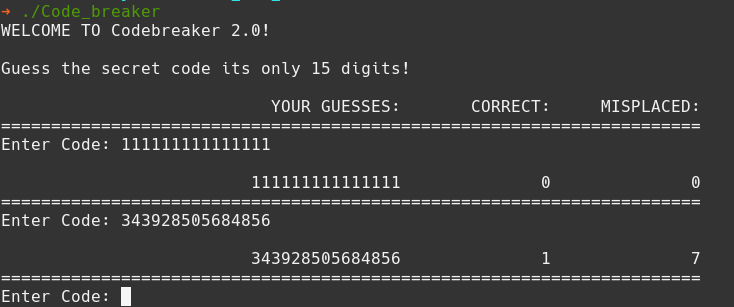 ➜ ./Code_breaker
WELCOME TO Codebreaker 2.0!
Guess the secret code its only 15 digits!
YOUR GUESSES: CORRECT: MISPLACED:
======================================================================
Enter Code: 111111111111111
111111111111111 0 0
======================================================================
Enter Code: 343928505684856
343928505684856 1 7
======================================================================
Enter Code: